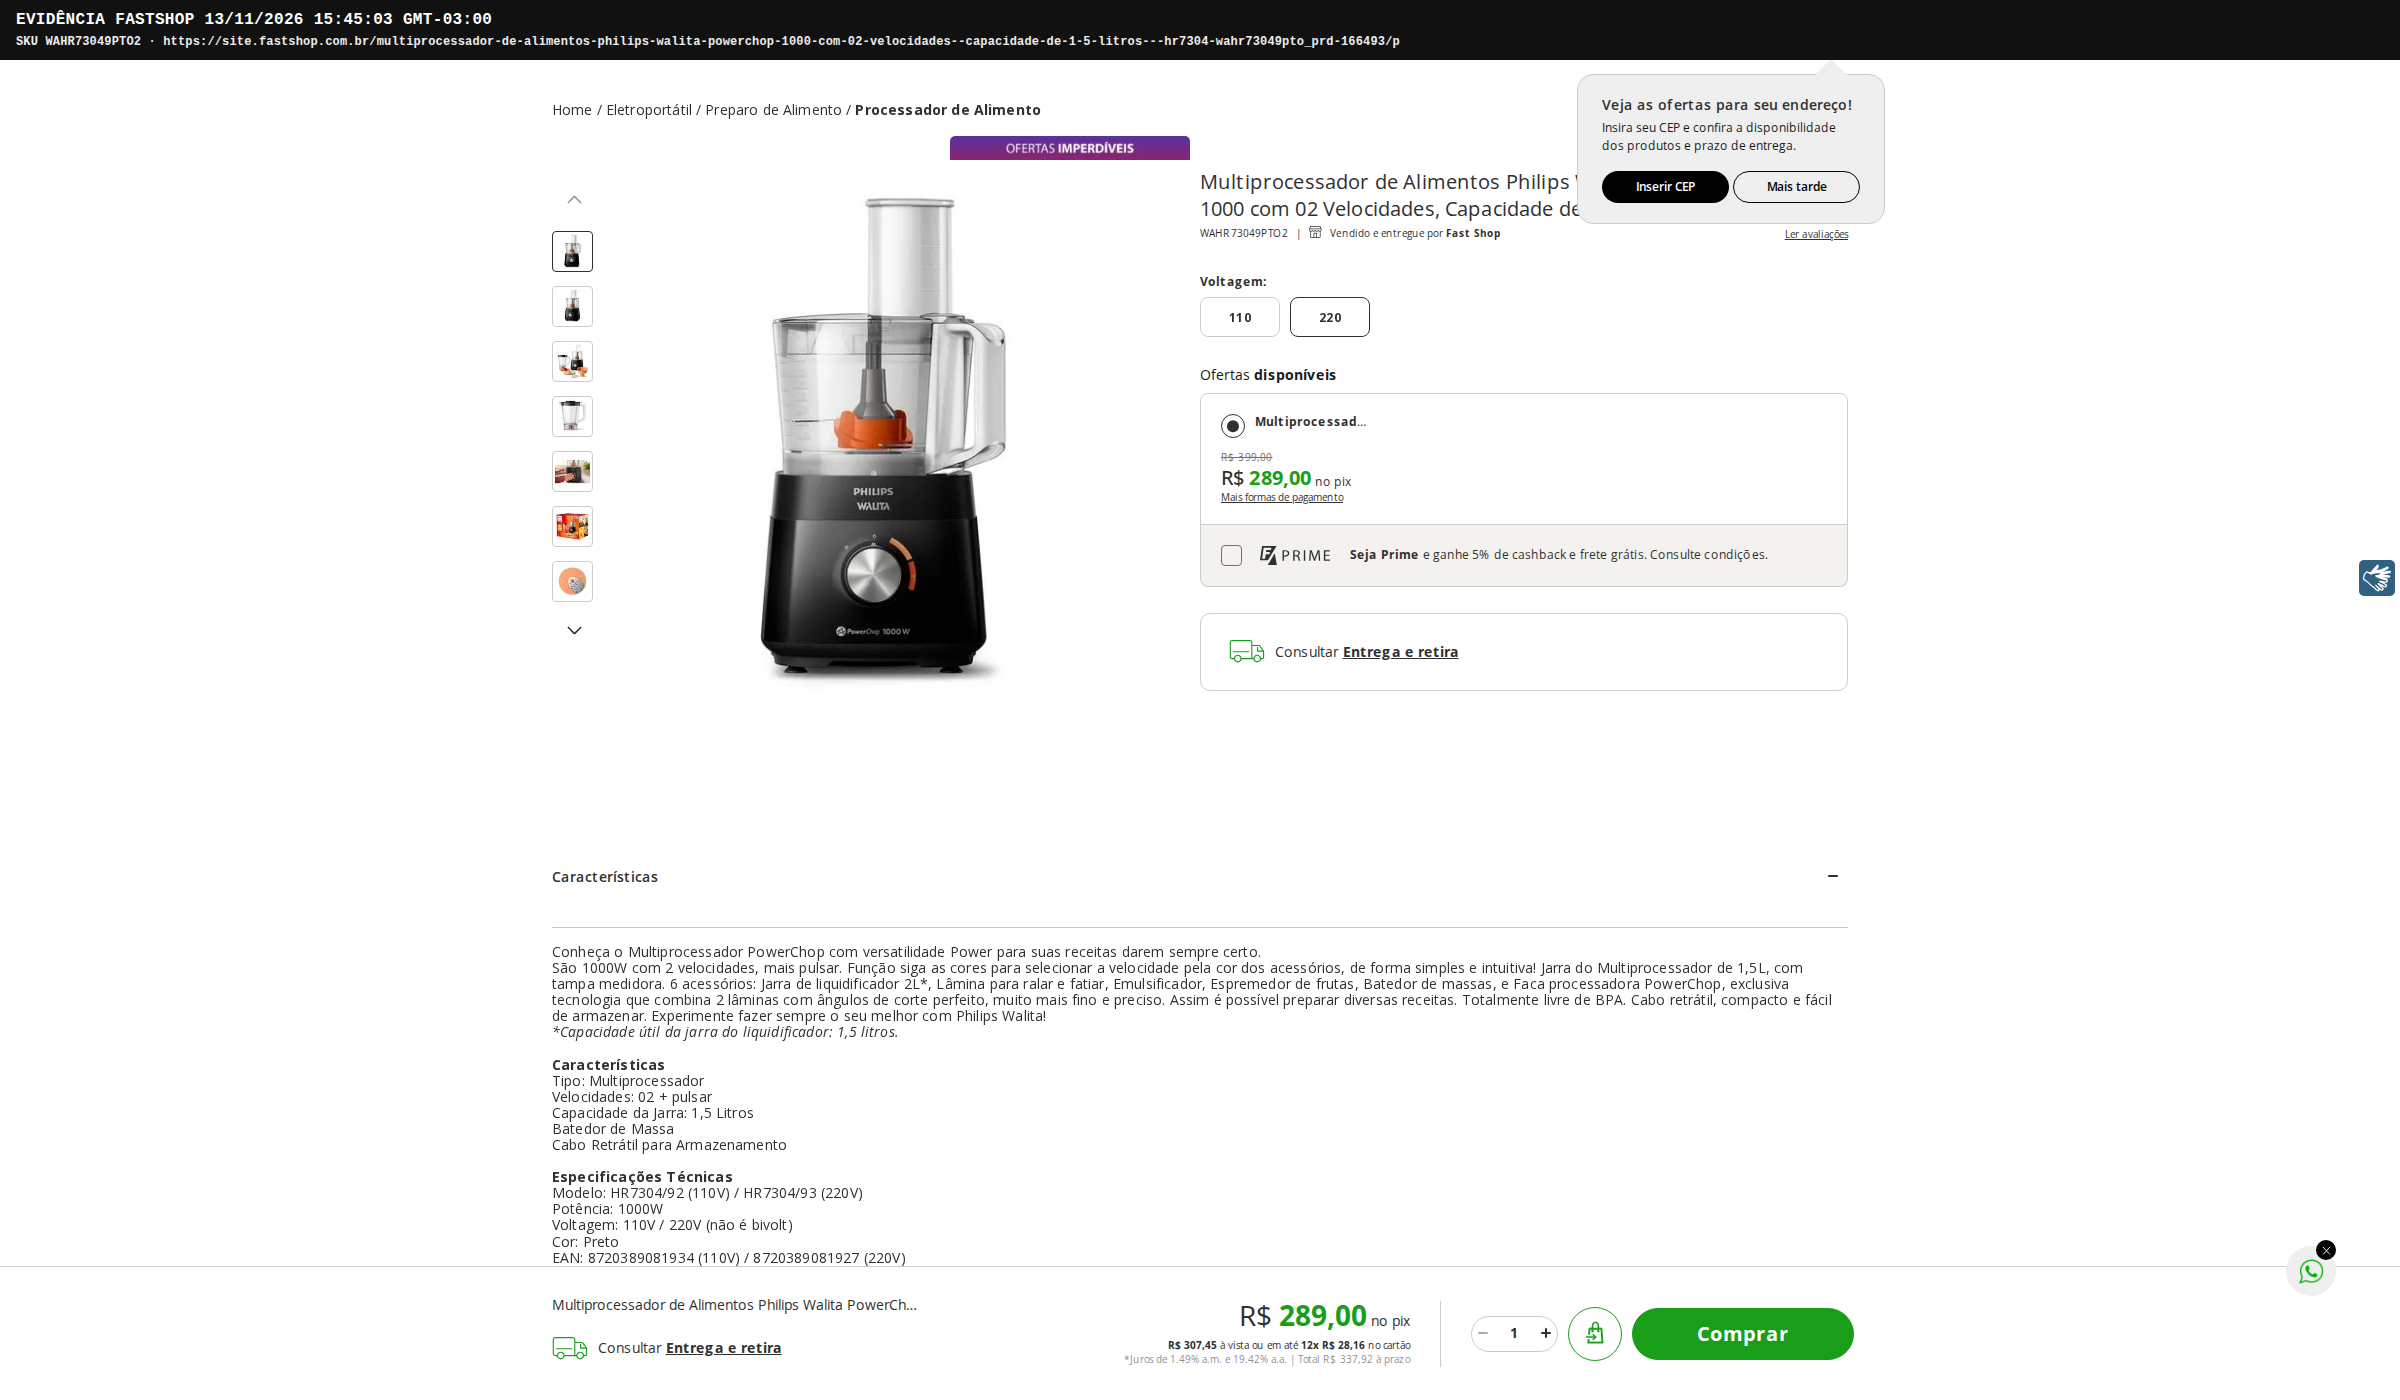 EVIDÊNCIA FASTSHOP 13/11/2026 15:45:03 GMT-03:00
SKU WAHR73049PTO2 · https://site.fastshop.com.br/multiprocessador-de-alimentos-philips-walita-powerchop-1000-com-02-velocidades--capacidade-de-1-5-litros---hr7304-wahr73049pto_prd-166493/p
Home / Eletroportátil / Preparo de Alimento / Processador de Alimento
Veja as ofertas para seu endereço!
Insira seu CEP e confira a disponibilidade
dos produtos e prazo de entrega.
Inserir CEP
Mais tarde
OFERTAS IMPERDÍVEIS
Multiprocessador de Alimentos Philips
1000 com 02 Velocidades, Capacidade de
WAHR73049PTO2 | Vendido e entregue por Fast Shop
Ler avaliações
Voltagem:
110
220
Ofertas disponíveis
Multiprocessad...
R$ 399,00
R$ 289,00 no pix
Mais formas de pagamento
PRIME Seja Prime e ganhe 5% de cashback e frete grátis. Consulte condições.
Consultar Entrega e retira
PHILIPS
WALITA
0
PowerChop 1000 W
Características
Conheça o Multiprocessador PowerChop com versatilidade Power para suas receitas darem sempre certo.
São 1000W com 2 velocidades, mais pulsar. Função siga as cores para selecionar a velocidade pela cor dos acessórios, de forma simples e intuitiva! Jarra do Multiprocessador de 1,5L, com
tampa medidora. 6 acessórios: Jarra de liquidificador 2L*, Lâmina para ralar e fatiar, Emulsificador, Espremedor de frutas, Batedor de massas, e Faca processadora PowerChop, exclusiva
tecnologia que combina 2 lâminas com ângulos de corte perfeito, muito mais fino e preciso. Assim é possível preparar diversas receitas. Totalmente livre de BPA. Cabo retrátil, compacto e fácil
de armazenar. Experimente fazer sempre o seu melhor com Philips Walita!
*Capacidade útil da jarra do liquidificador: 1,5 litros.
Características
Tipo: Multiprocessador
Velocidades: 02 + pulsar
Capacidade da Jarra: 1,5 Litros
Batedor de Massa
Cabo Retrátil para Armazenamento
Especificações Técnicas
Modelo: HR7304/92 (110V) / HR7304/93 (220V)
Potência: 1000W
Voltagem: 110V / 220V (não é bivolt)
Cor: Preto
EAN: 8720389081934 (110V) / 8720389081927 (220V)
Multiprocessador de Alimentos Philips Walita PowerCh...
Consultar Entrega e retira
R$ 289,00 no pix
R$ 307,45 à vista ou em até 12x R$ 28,16 no cartão
*Juros de 1.49% a.m. e 19.42% a.a. | Total R$ 337,92 à prazo
1
Comprar